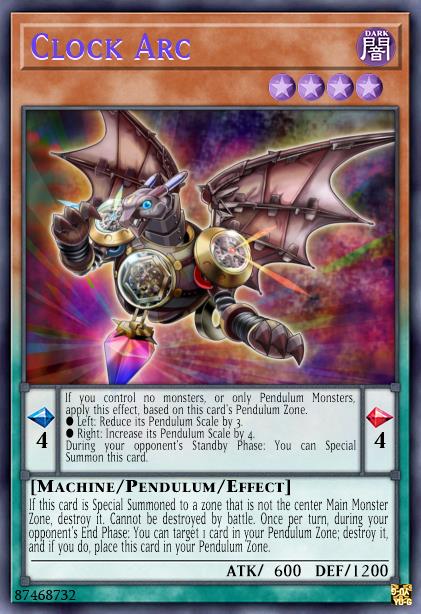 Clock Arc
DARK
闇
If you control no monsters, or only Pendulum Monsters,
apply this effect, based on this card's Pendulum Zone.
● Left: Reduce its Pendulum Scale by 3.
● Right: Increase its Pendulum Scale by 4.
During your opponent's Standby Phase: You can Special
Summon this card.
4
4
[Machine/Pendulum/Effect]
If this card is Special Summoned to a zone that is not the center Main Monster
Zone, destroy it. Cannot be destroyed by battle. Once per turn, during your
opponent's End Phase: You can target 1 card in your Pendulum Zone; destroy it,
and if you do, place this card in your Pendulum Zone.
ATK/ 600 DEF/1200
87468732